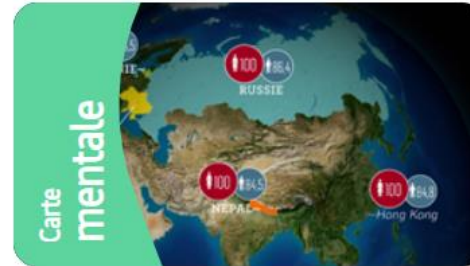 Carte
mentale
100
86,4
RUSSIE
100
84,5
NEPAL
100
84,8
Hong Kong